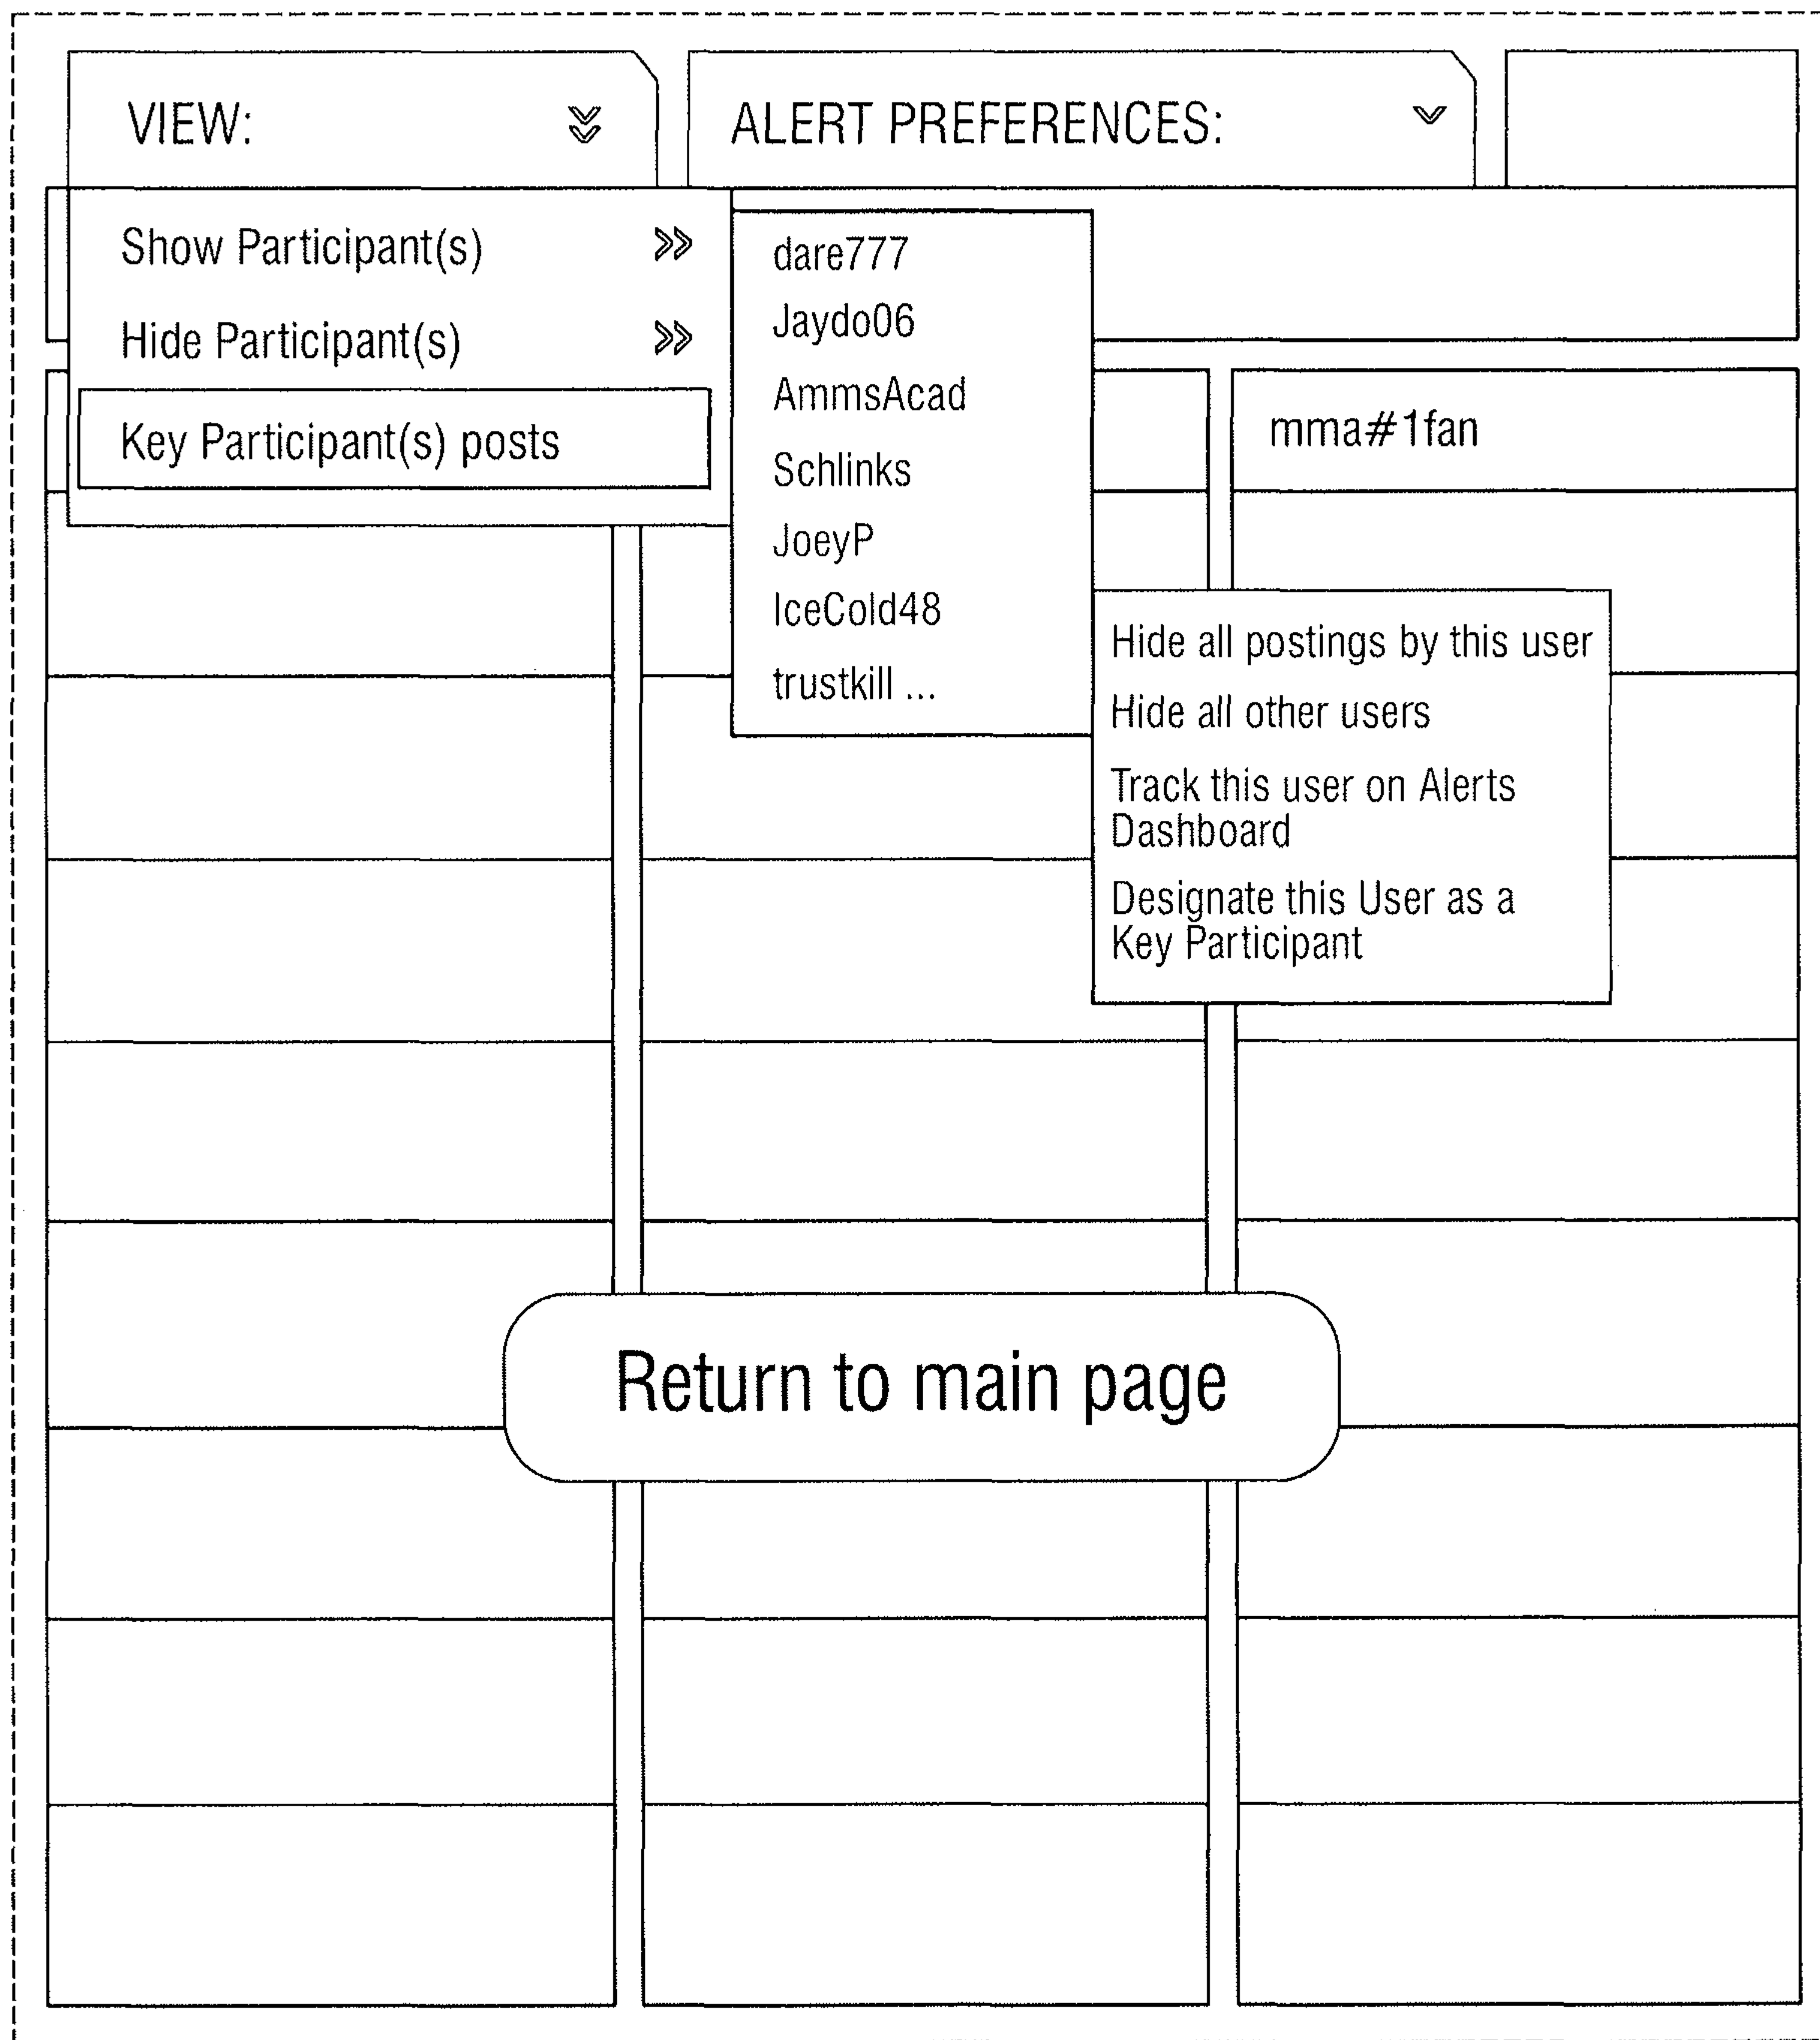 VIEW:
ALERT PREFERENCES:
Show Participant(s)
Hide Participant(s)
Key Participant(s) posts
dare777
Jaydo06
AmmsAcad
Schlinks
JoeyP
IceCold48
trustkill ...
mma#1fan
Hide all postings by this user
Hide all other users
Track this user on Alerts
Dashboard
Designate this User as a
Key Participant
Return to main page